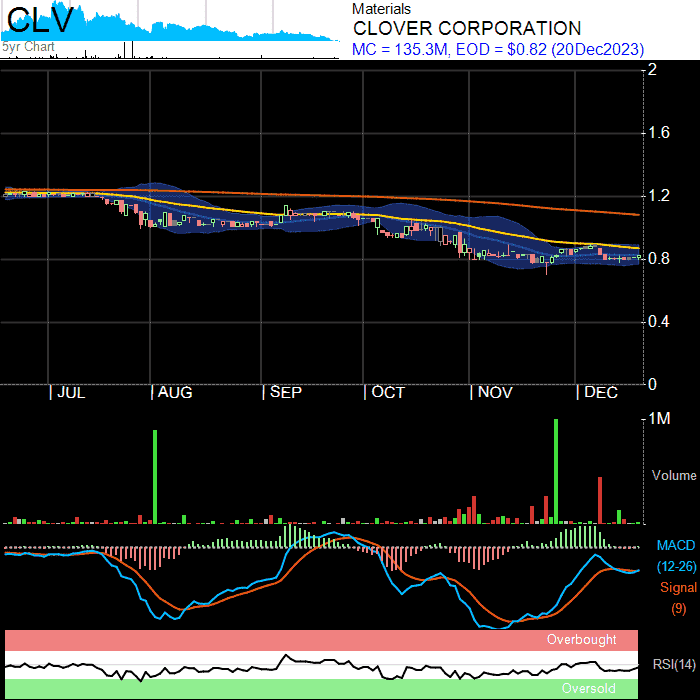 CLV
5yr Chart
Materials
CLOVER CORPORATION
MC = 135.3M, EOD = $0.82 (20Dec2023)
2
1.6
1.2
0.8
0.4
0
| JUL | AUG | SEP | OCT | NOV | DEC
1M
Volume
MACD
(12-26)
Signal
(9)
Overbought
RSI(14)
Oversold